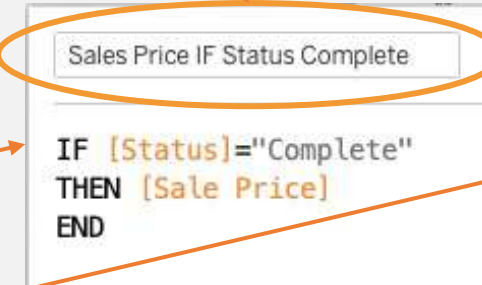 Sales Price IF Status Complete
IF [Status]="Complete"
THEN [Sale Price]
END